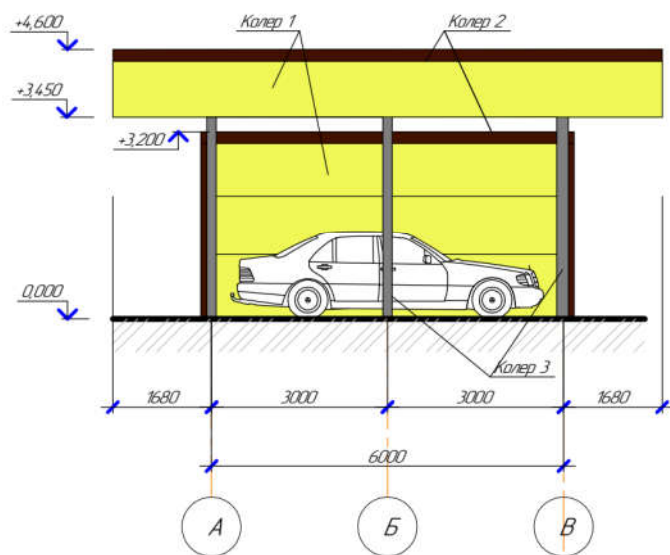 +4,600
Колер 1
Колер 2
+3,450
+3,200
0,000
Колер 3
1680
3000
3000
1680
6000
А
Б
В